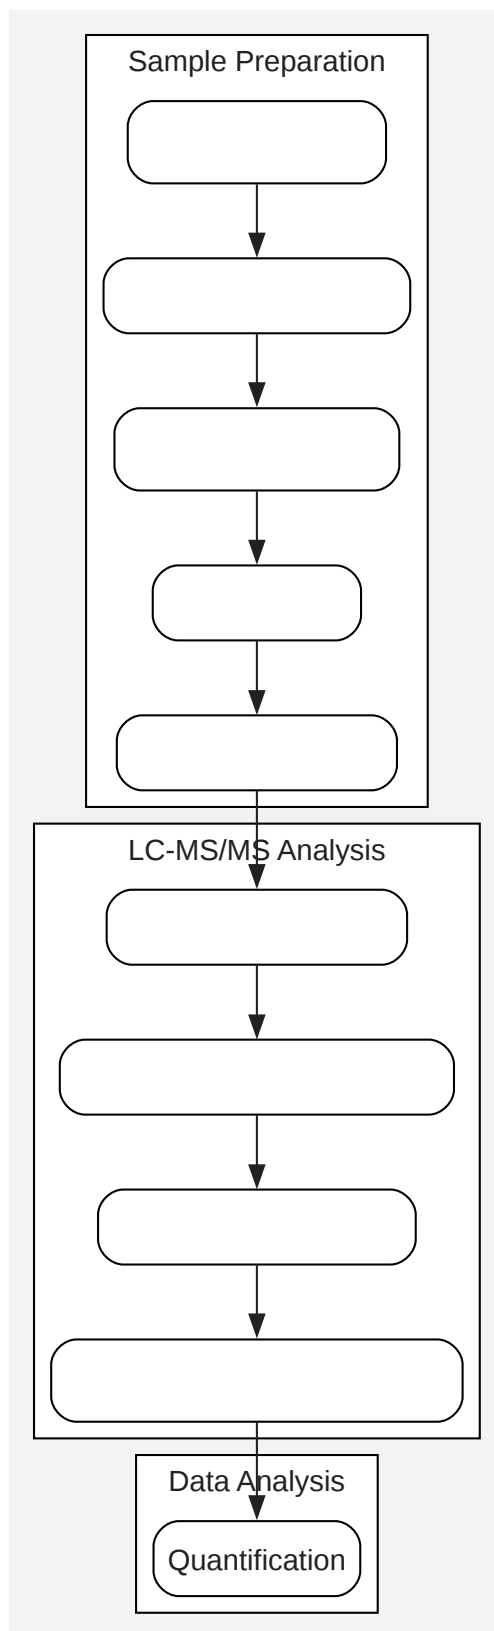 Sample Preparation
LC-MS/MS Analysis
Data Analysis
Quantification